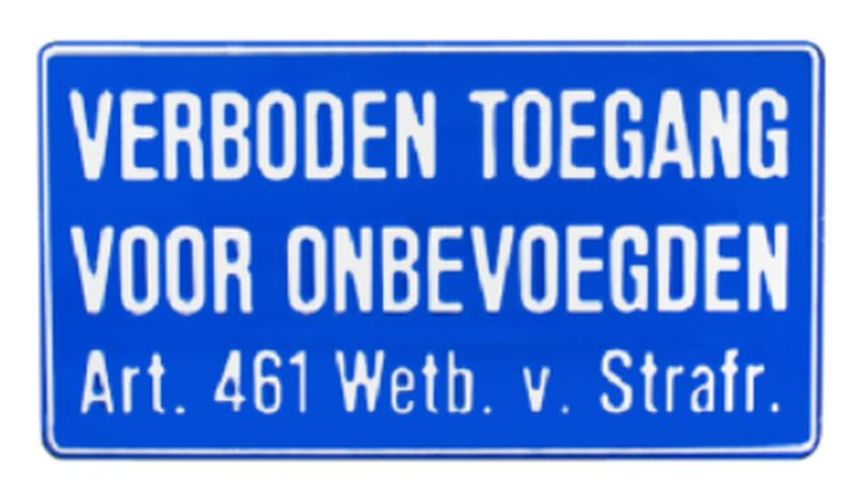 VERBODEN TOEGANG
VOOR ONBEVOEGDEN
Art. 461 Wetb. v. Strafr.